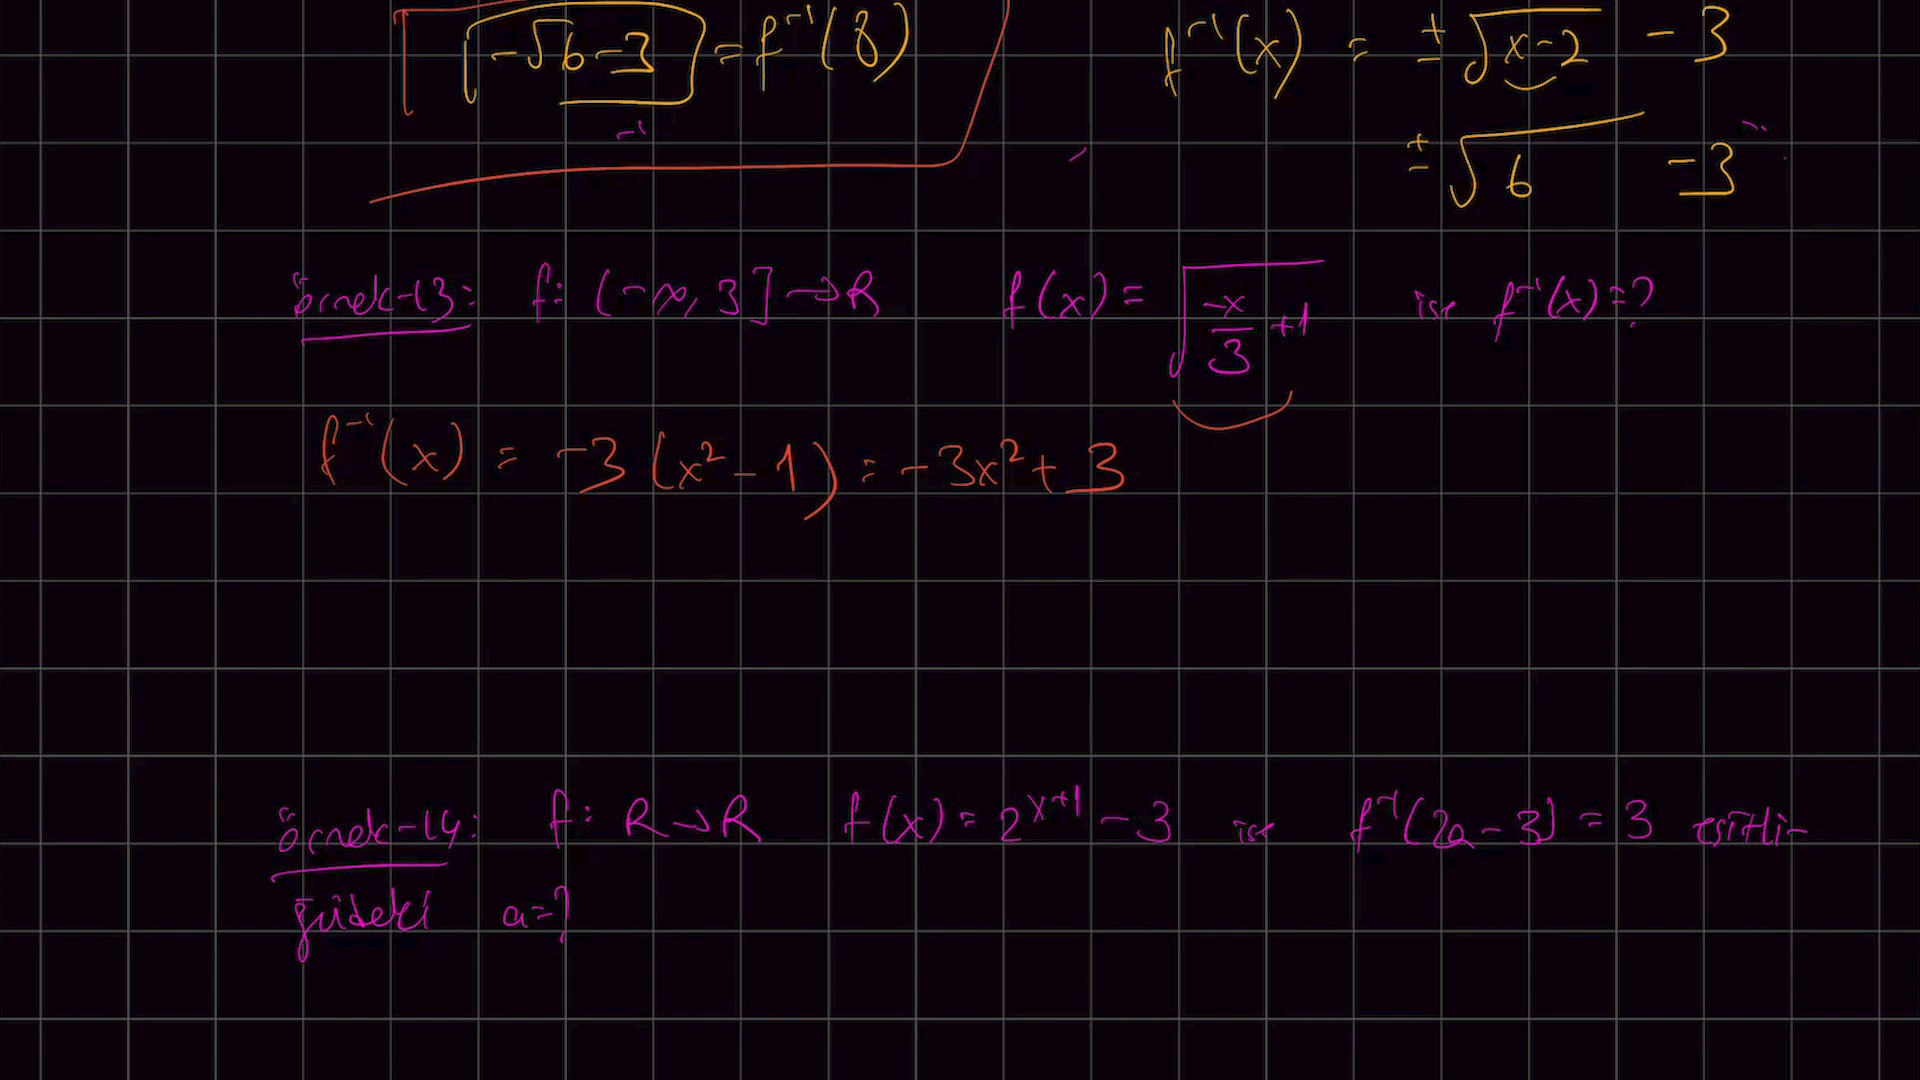 -√6-3 = f⁻¹(8)
f⁻¹(x) = ±√(x-2) - 3
±√6 -3
örnek-13: f: (-∞, 3] → R f(x) = √(-x/3 + 1) ise f⁻¹(x) = ?
f⁻¹(x) = -3(x² - 1) = -3x² + 3
örnek-14: f: R → R f(x) = 2^(x+1) - 3 ise f⁻¹(2a - 3) = 3 eşitli-
ğindeki a=?